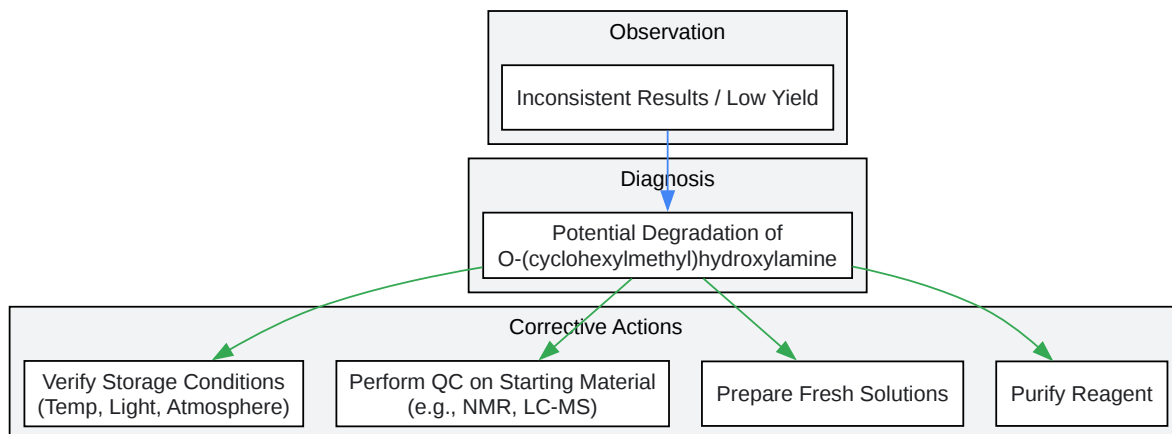 Observation
Inconsistent Results / Low Yield
Diagnosis
Potential Degradation of
O-(cyclohexylmethyl)hydroxylamine
Corrective Actions
Verify Storage Conditions
(Temp, Light, Atmosphere)
Perform QC on Starting Material
(e.g., NMR, LC-MS)
Prepare Fresh Solutions
Purify Reagent